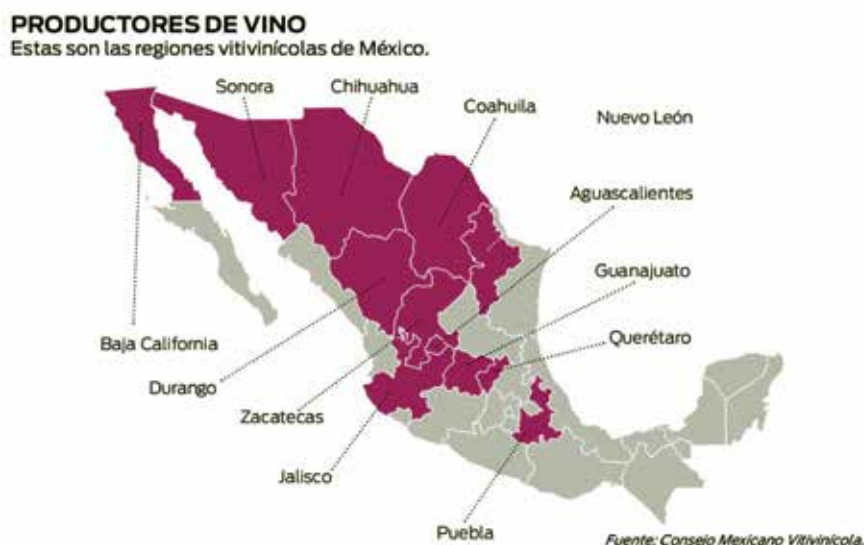 PRODUCTORES DE VINO
Estas son las regiones vitivinícolas de México.
Sonora
Chihuahua
Coahuila
Nuevo León
Aguascalientes
Guanajuato
Querétaro
Baja California
Durango
Zacatecas
Jalisco
Puebla
Fuente: Consejo Mexicano Vitivinícola.